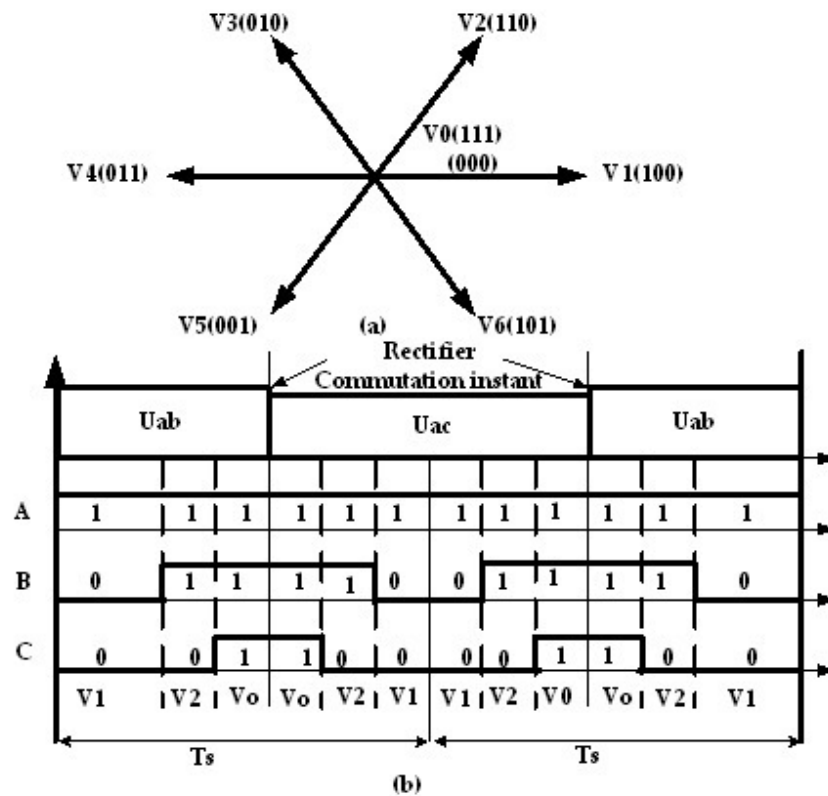 V3(010) V2(110)
V0(111)
(000)
V4(011) V1(100)
V5(001) (a) V6(101)
Rectifier
Commutation instant
Uab Uac Uab
A 1 1 1 1 1 1 1 1 1 1 1 1
B 0 1 1 1 1 0 0 1 1 1 1 0
C 0 0 1 1 0 0 0 0 1 1 0 0
V1 V2 Vo Vo V2 V1 V1 V2 V0 Vo V2 V1
Ts Ts
(b)